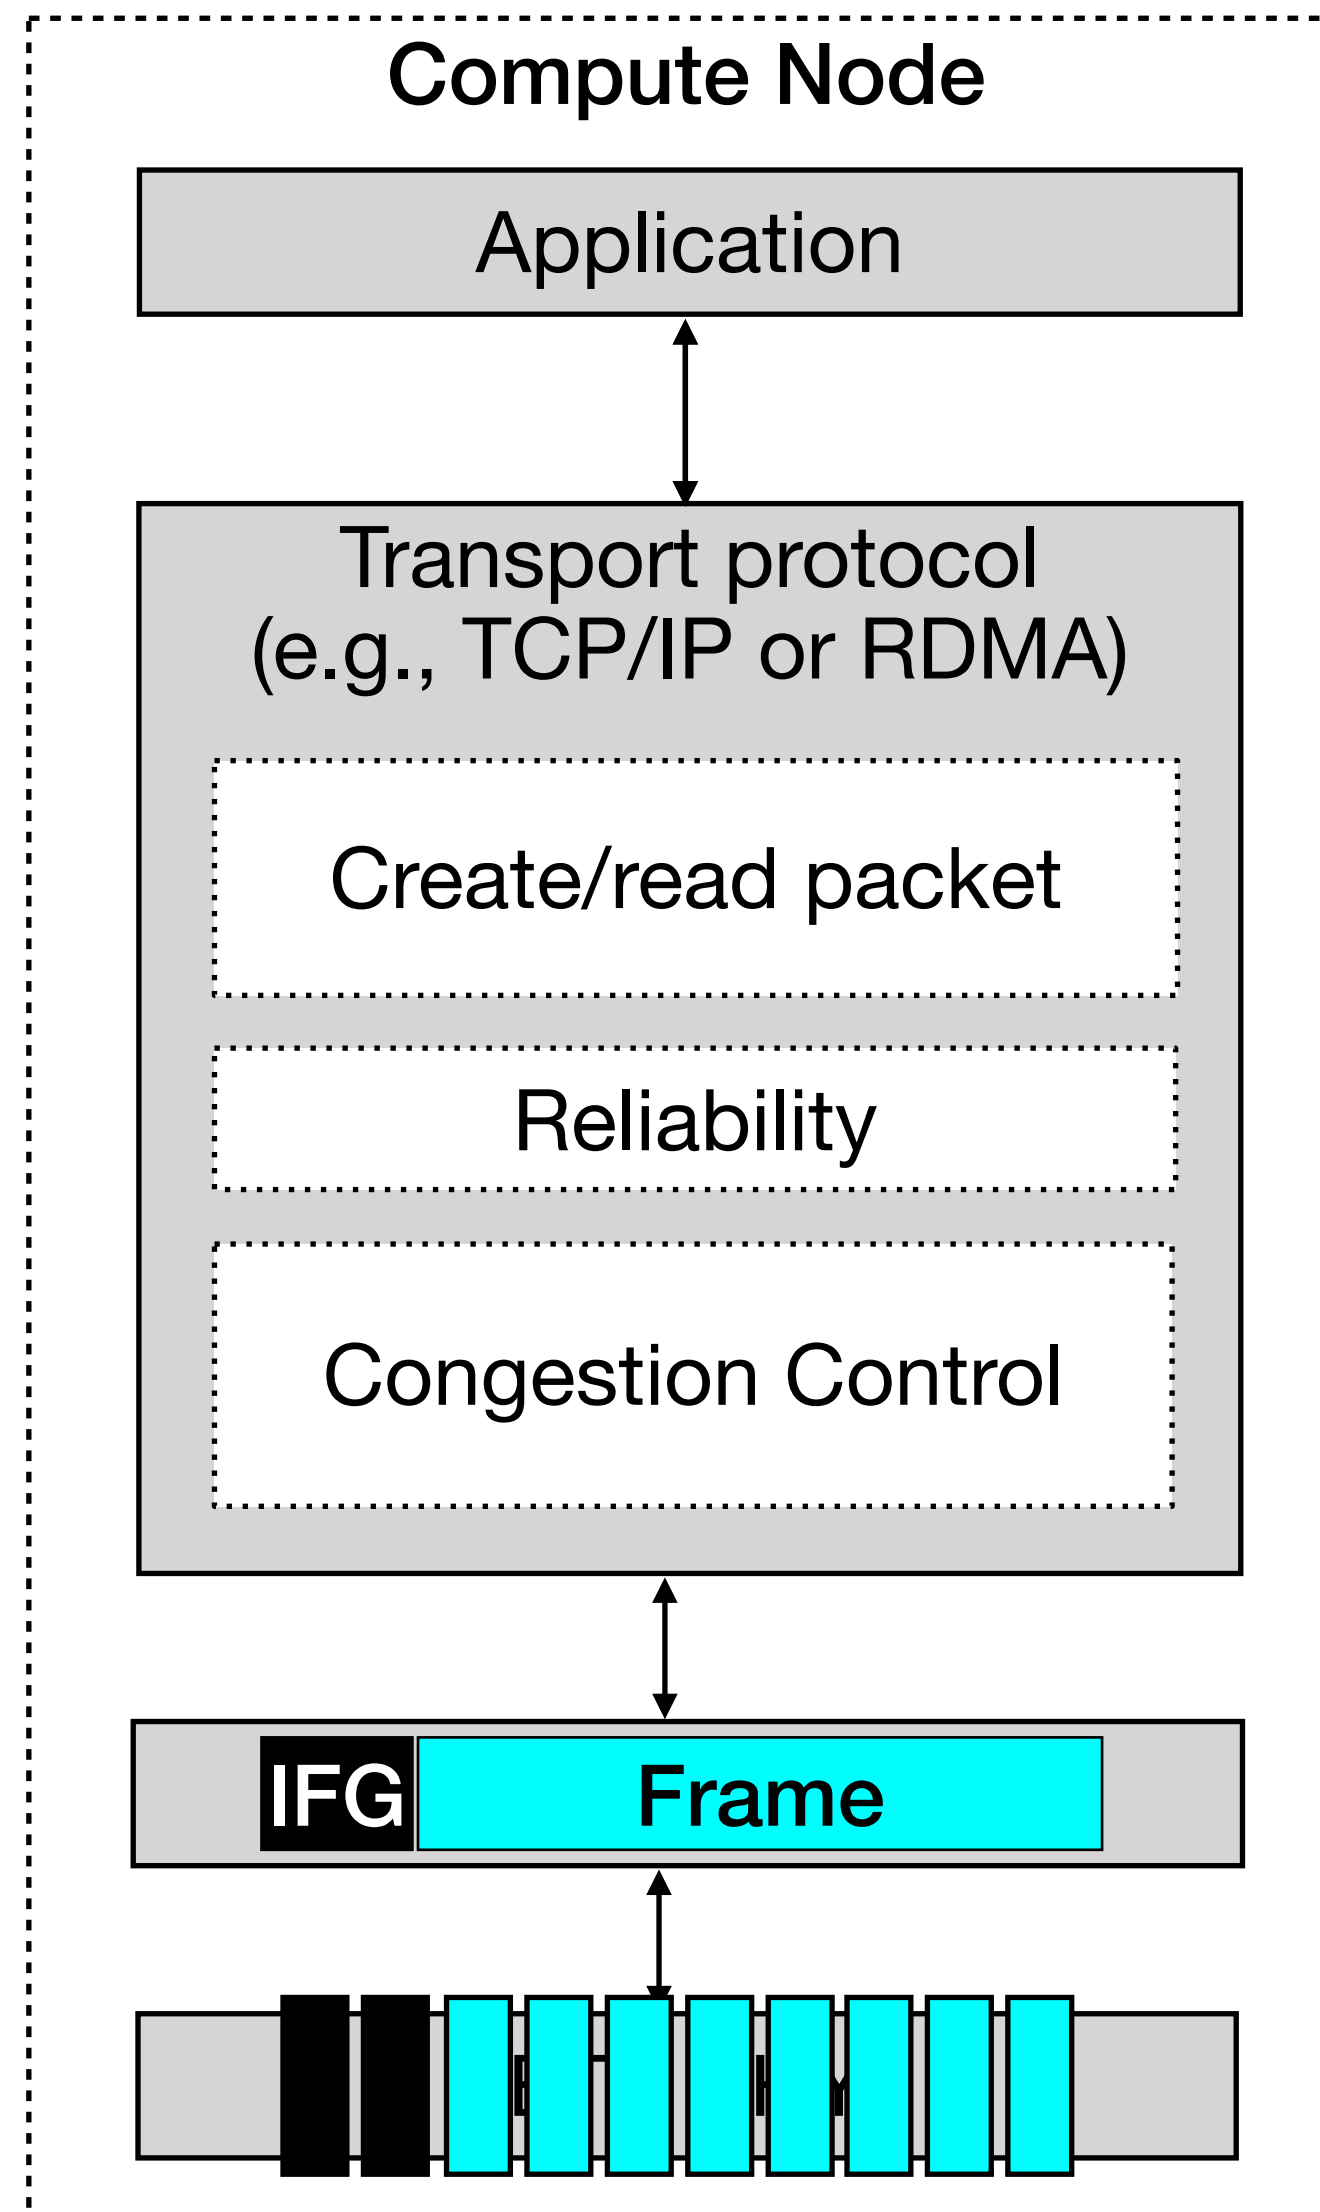 Compute Node
Application
Transport protocol
(e.g., TCP/IP or RDMA)
Create/read packet
Reliability
Congestion Control
IFG Frame